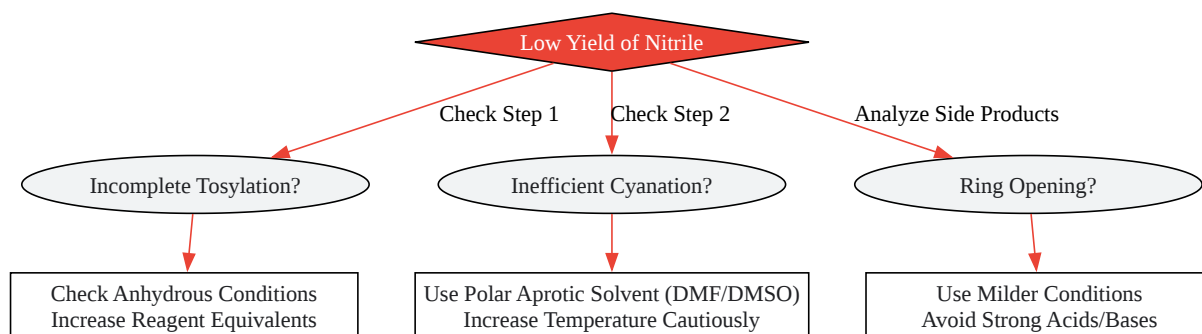 Low Yield of Nitrile
Check Step 1
Check Step 2
Analyze Side Products
Incomplete Tosylation?
Inefficient Cyanation?
Ring Opening?
Check Anhydrous Conditions
Increase Reagent Equivalents
Use Polar Aprotic Solvent (DMF/DMSO)
Increase Temperature Cautiously
Use Milder Conditions
Avoid Strong Acids/Bases